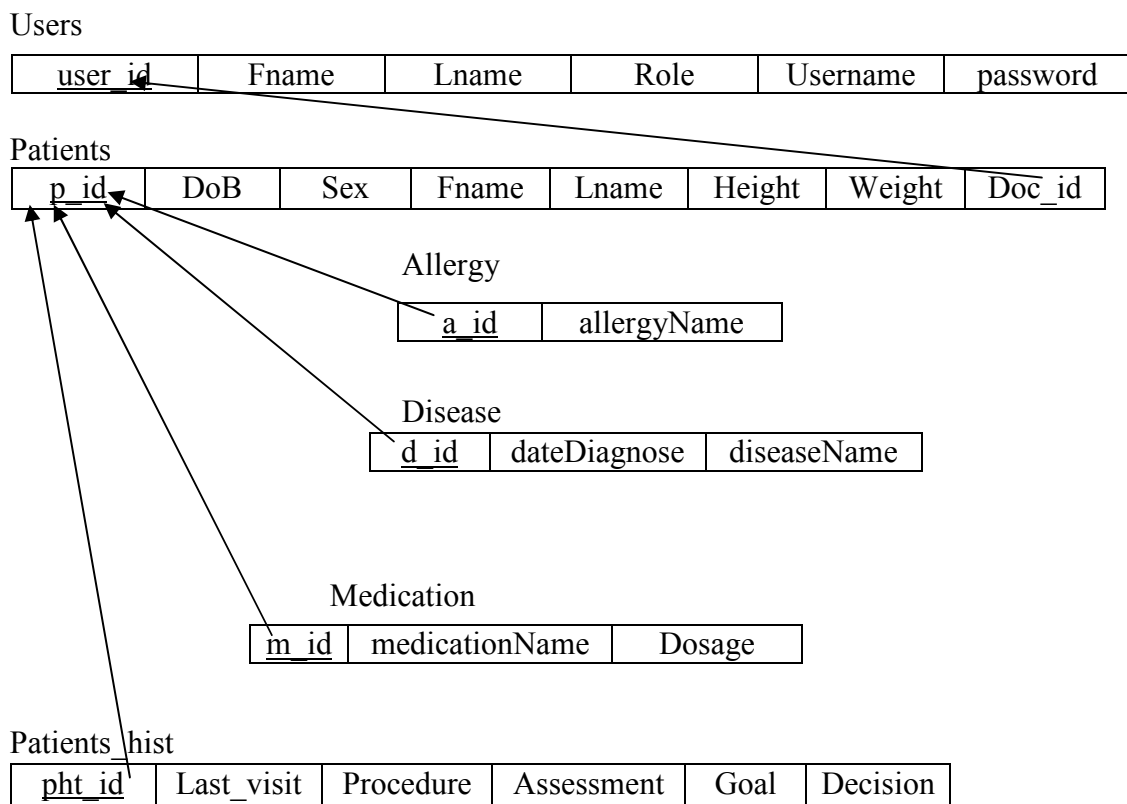 Users
user_id Fname Lname Role Username password
Patients
p_id DoB Sex Fname Lname Height Weight Doc_id
Allergy
a_id allergyName
Disease
d_id dateDiagnose diseaseName
Medication
m_id medicationName Dosage
Patients_hist
pht_id Last_visit Procedure Assessment Goal Decision